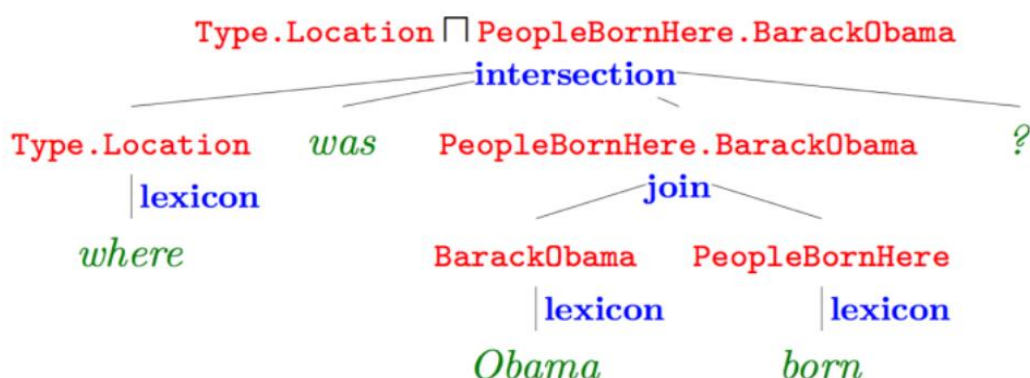 Type.Location ⊓ PeopleBornHere.BarackObama
intersection
Type.Location was PeopleBornHere.BarackObama ?
lexicon join
where BarackObama PeopleBornHere
lexicon lexicon
Obama born